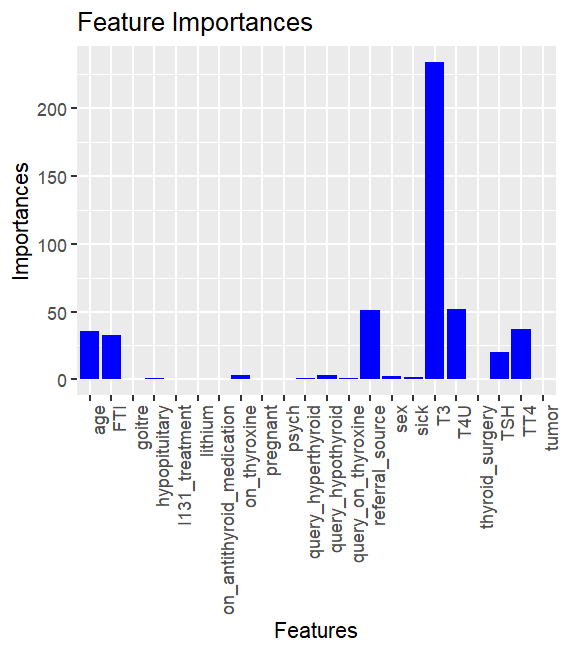 Feature Importances
Importances
200
150
100
50
0
age
FTI
goitre
hypopituitary
I131_treatment
lithium
on_antithyroid_medication
on_thyroxine
pregnant
psych
query_hyperthyroid
query_hypothyroid
query_on_thyroxine
referral_source
sex
sick
T3
T4U
thyroid_surgery
TSH
TT4
tumor
Features